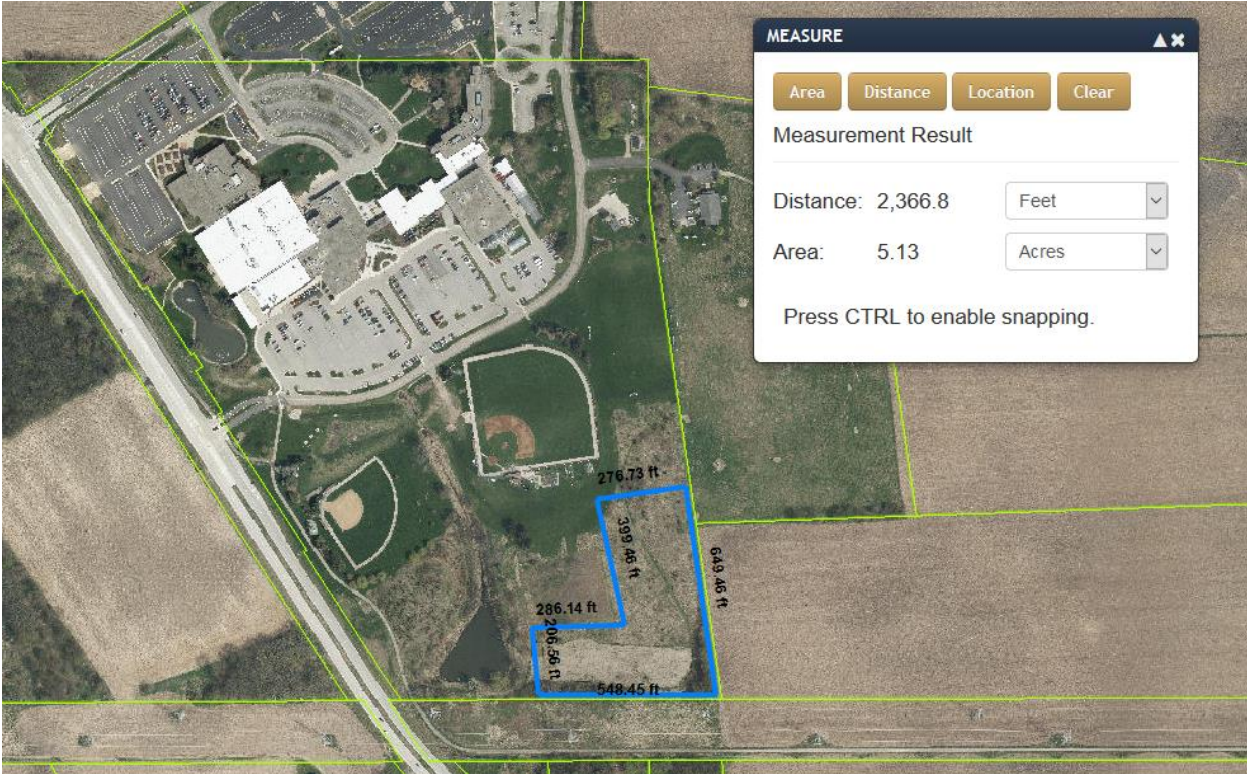 MEASURE
Area Distance Location Clear
Measurement Result
Distance: 2,366.8 Feet
Area: 5.13 Acres
Press CTRL to enable snapping.
276.73 ft
399.46 ft
649.46 ft
286.14 ft
206.56 ft
548.45 ft